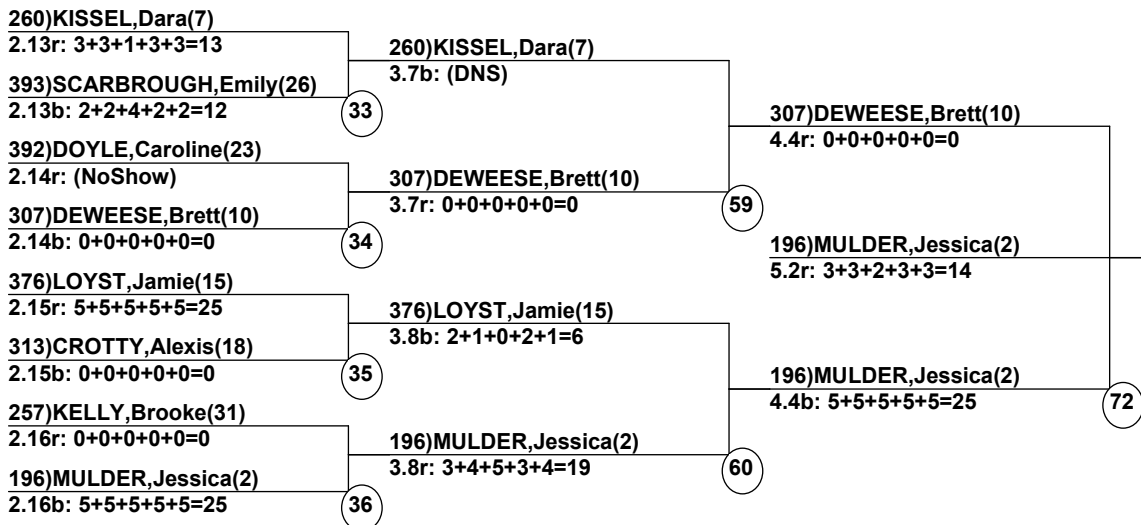 260)KISSEL,Dara(7)
2.13r: 3+3+1+3+3=13
393)SCARBROUGH,Emily(26)
2.13b: 2+2+4+2+2=12
33
392)DOYLE,Caroline(23)
2.14r: (NoShow)
307)DEWEESE,Brett(10)
2.14b: 0+0+0+0+0=0
34
376)LOYST,Jamie(15)
2.15r: 5+5+5+5+5=25
313)CROTTY,Alexis(18)
2.15b: 0+0+0+0+0=0
35
257)KELLY,Brooke(31)
2.16r: 0+0+0+0+0=0
196)MULDER,Jessica(2)
2.16b: 5+5+5+5+5=25
36
260)KISSEL,Dara(7)
3.7b: (DNS)
307)DEWEESE,Brett(10)
3.7r: 0+0+0+0+0=0
59
376)LOYST,Jamie(15)
3.8b: 2+1+0+2+1=6
196)MULDER,Jessica(2)
3.8r: 3+4+5+3+4=19
60
307)DEWEESE,Brett(10)
4.4r: 0+0+0+0+0=0
196)MULDER,Jessica(2)
5.2r: 3+3+2+3+3=14
196)MULDER,Jessica(2)
4.4b: 5+5+5+5+5=25
72